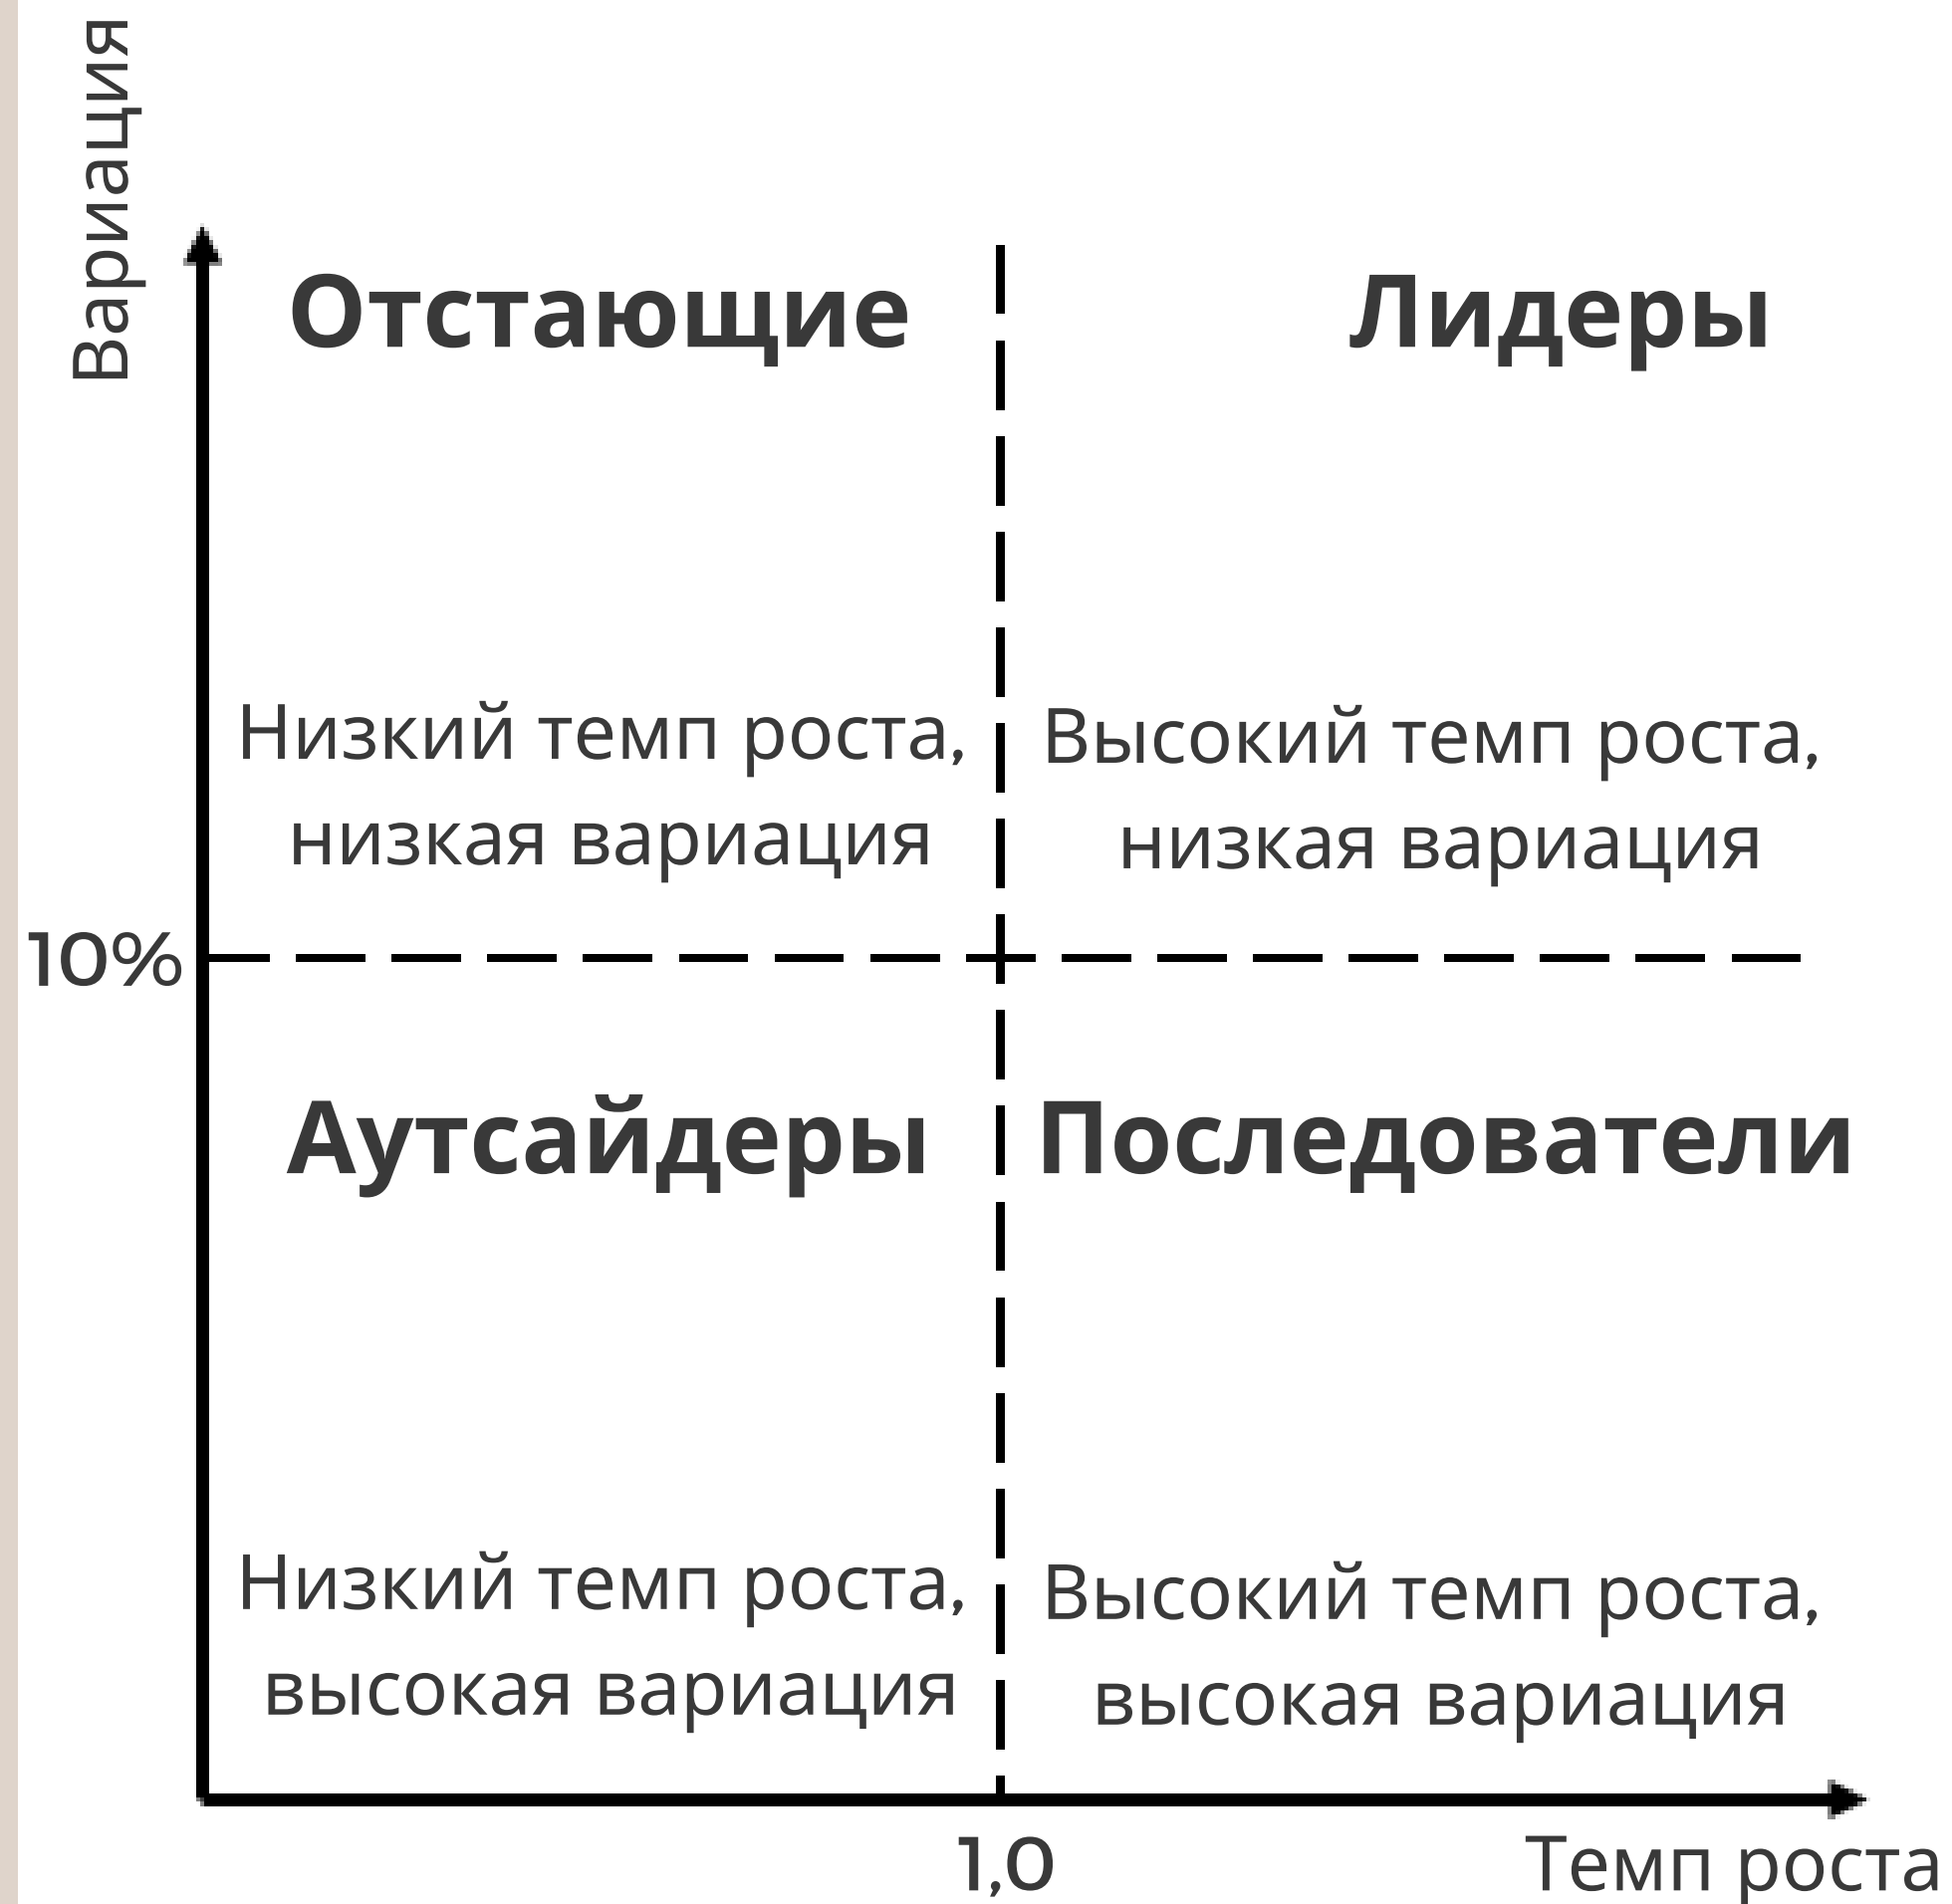 Вариация
Отстающие
Лидеры
Низкий темп роста,
низкая вариация
Высокий темп роста,
низкая вариация
10%
Аутсайдеры
Последователи
Низкий темп роста,
высокая вариация
Высокий темп роста,
высокая вариация
1,0
Темп роста